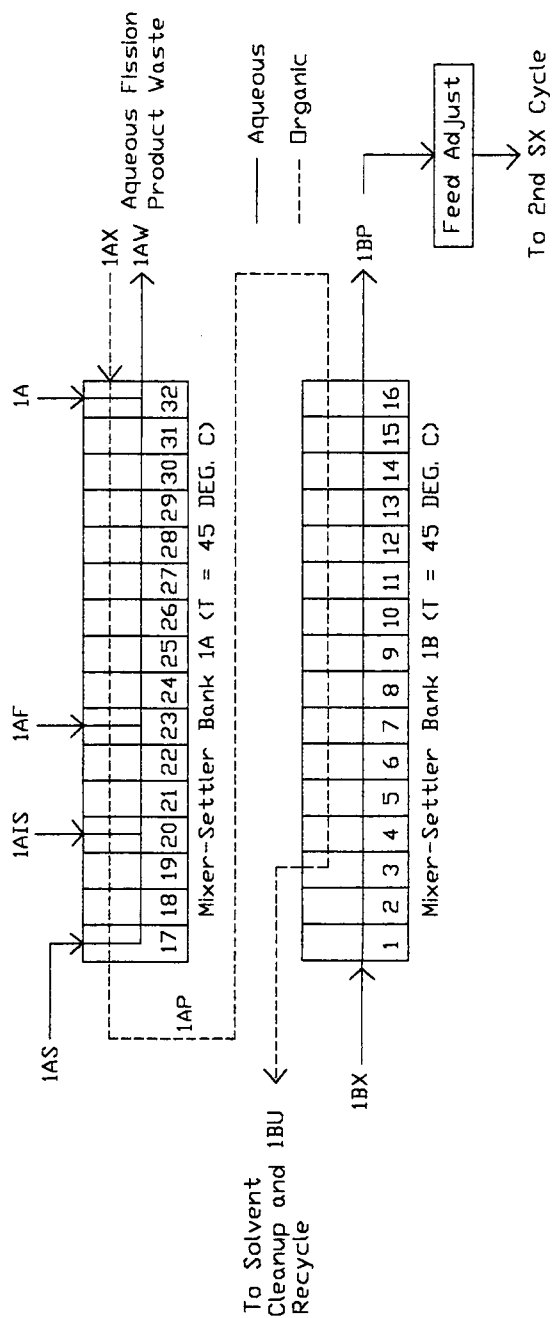 1AS
1AIS
1AF
1A
1AX
1AW Aqueous Fission
Product Waste
17 18 19 20 21 22 23 24 25 26 27 28 29 30 31 32
Mixer-Settler Bank 1A (T = 45 DEG. C)
1AP
Aqueous
Organic
To Solvent
Cleanup and
Recycle
1BU
1BX
1BP
1 2 3 4 5 6 7 8 9 10 11 12 13 14 15 16
Mixer-Settler Bank 1B (T = 45 DEG. C)
Feed Adjust
To 2nd SX Cycle